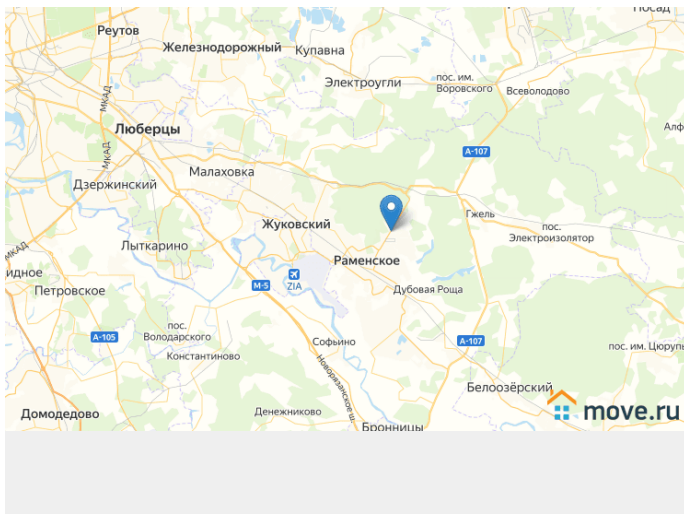 Посад
Реутов
Железнодорожный
Купавна
Электроугли
пос. им.
Воровского
Всеволодово
МКАД
Люберцы
Алф
А-107
МКАД
Малаховка
Дзержинский
Гжель
пос.
Электроизолятор
Жуковский
Лыткарино
МКАД
Раменское
идное
ZIA
М-5
Петровское
Дубовая Роща
пос.
Володарского
А-105
Софьино
А-107
пос. им. Цюруп
Константиново
Новорязанское ш.
Белоозёрский
Домодедово
Денежниково
move.ru
Бронницы